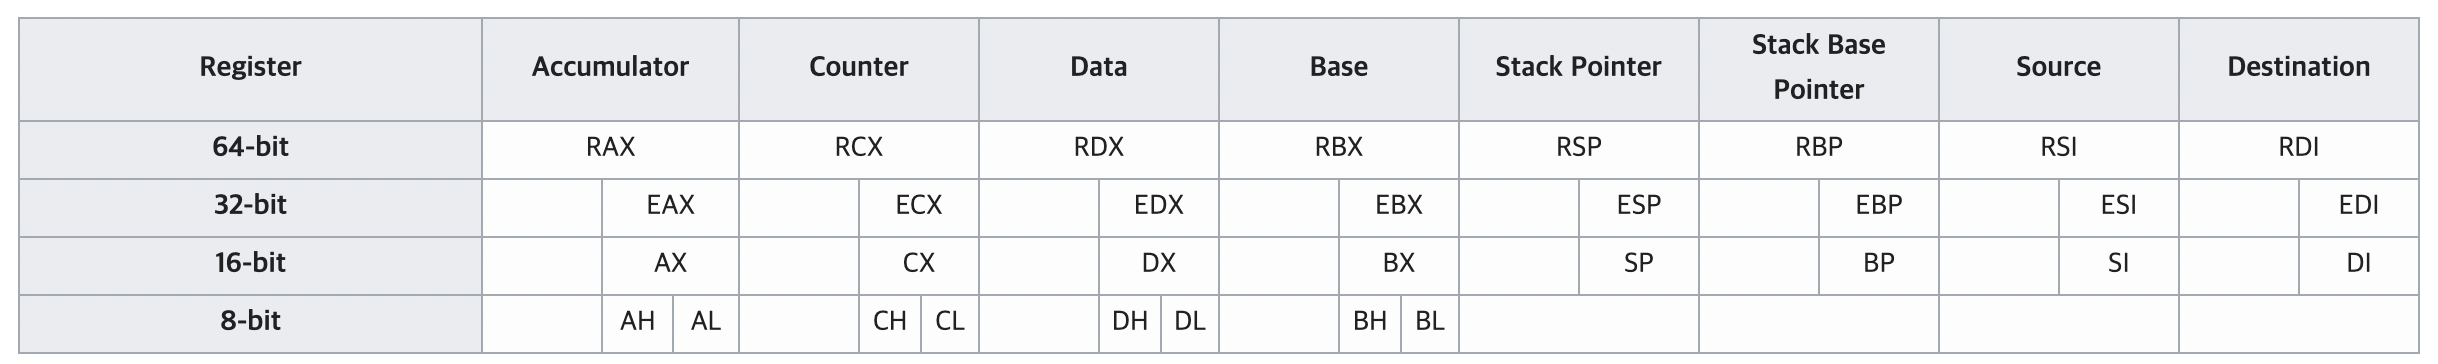 Register Accumulator Counter Data Base Stack Pointer Stack Base Pointer Source Destination
64-bit RAX RCX RDX RBX RSP RBP RSI RDI
32-bit EAX ECX EDX EBX ESP EBP ESI EDI
16-bit AX CX DX BX SP BP SI DI
8-bit AH AL CH CL DH DL BH BL